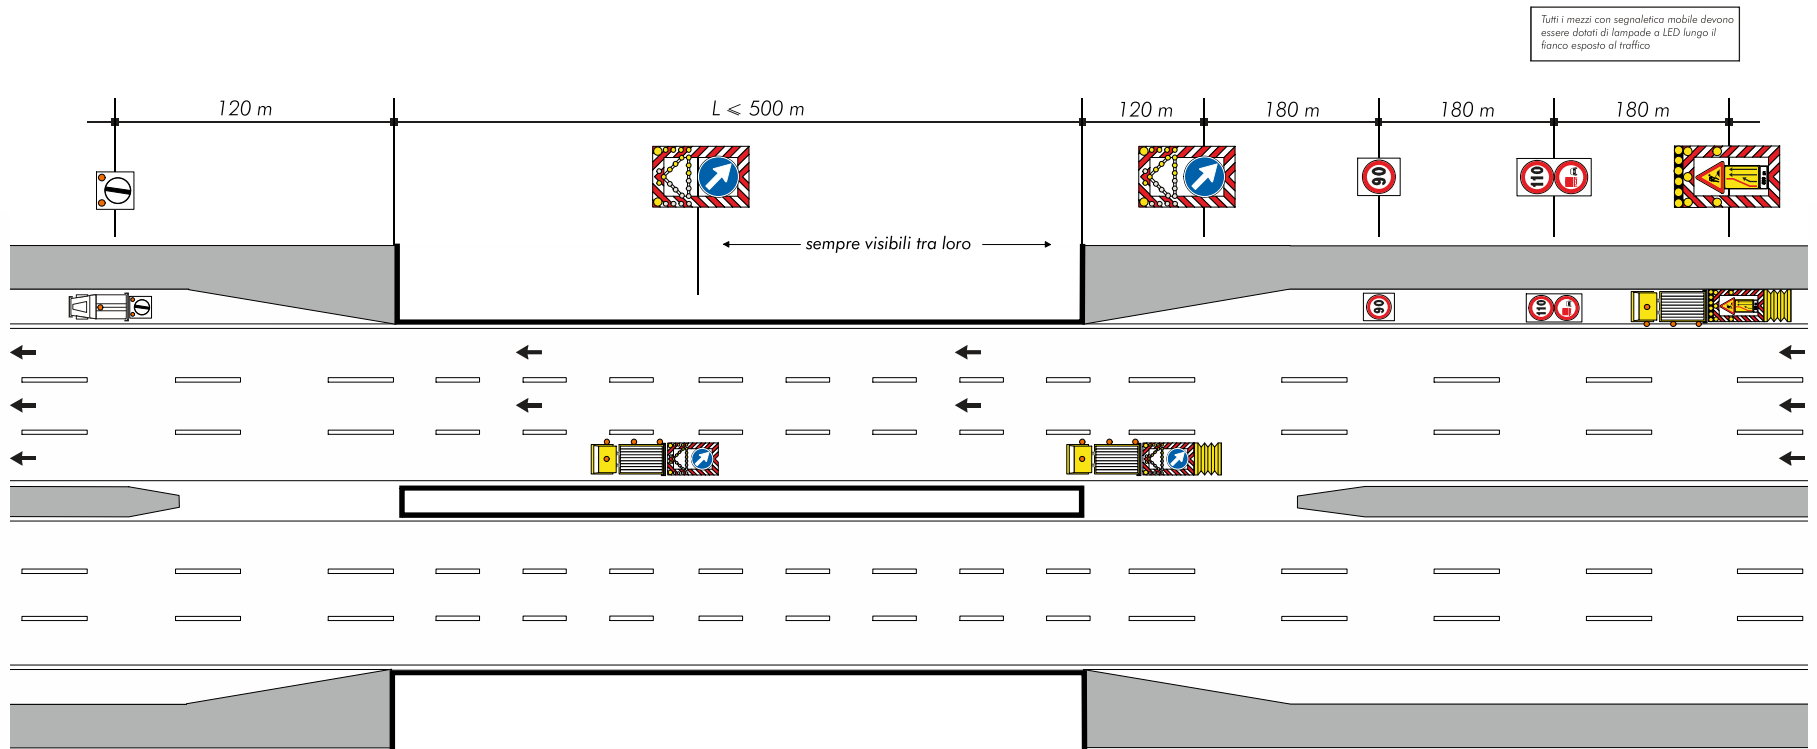 Tutti i mezzi con segnaletica mobile devono
essere dotati di lampade a LED lungo il
fianco esposto al traffico
120 m
L < 500 m
120 m
180 m
180 m
180 m
90
110
sempre visibili tra loro
90
110